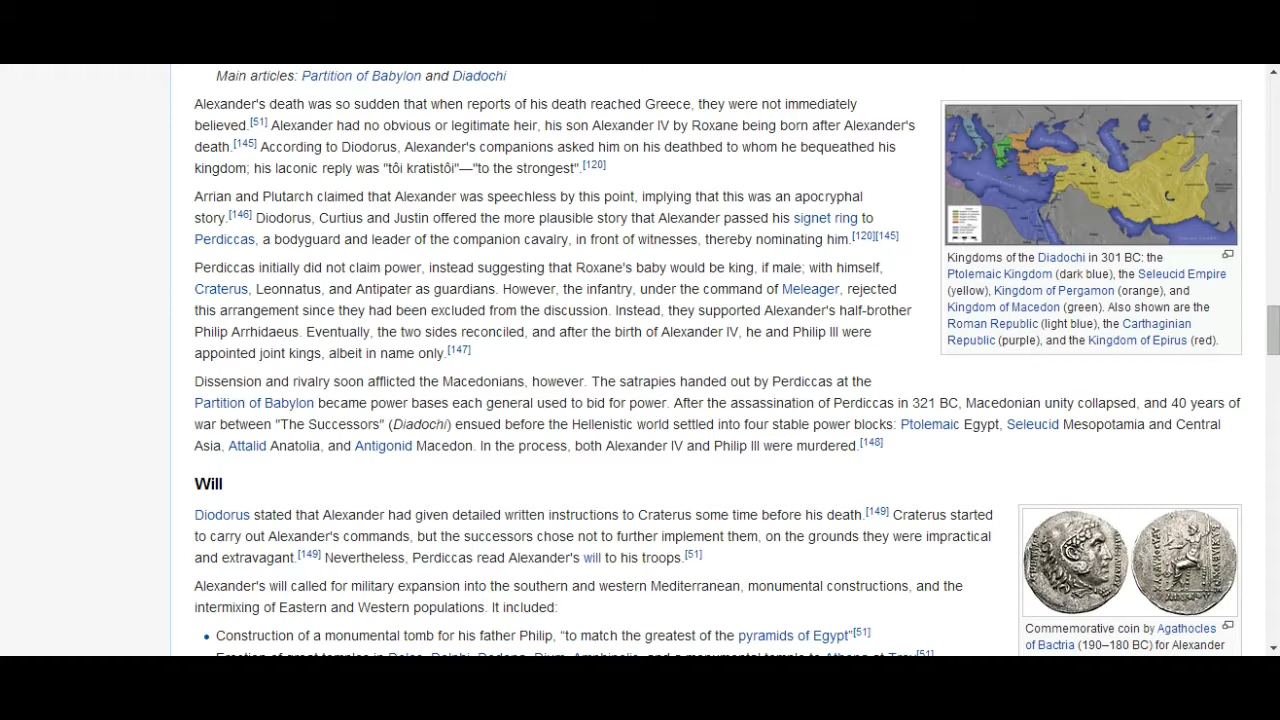 Main articles: Partition of Babylon and Diadochi
Alexander's death was so sudden that when reports of his death reached Greece, they were not immediately
believed.[51] Alexander had no obvious or legitimate heir, his son Alexander IV by Roxane being born after Alexander's
death.[145] According to Diodorus, Alexander's companions asked him on his deathbed to whom he bequeathed his
kingdom; his laconic reply was "tôi kratistôi"—"to the strongest".[120]
Arrian and Plutarch claimed that Alexander was speechless by this point, implying that this was an apocryphal
story.[146] Diodorus, Curtius and Justin offered the more plausible story that Alexander passed his signet ring to
Perdiccas, bodyguard and leader of the companion cavalry, in front of witnesses, thereby nominating him.[120][145]
Perdiccas initially did not claim power, instead suggesting that Roxane's baby would be king, if male; with himself,
Craterus, Leonnatus, and Antipater as guardians. However, the infantry, under the command of Meleager, rejected
this arrangement since they had been excluded from the discussion. Instead, they supported Alexander's half-brother
Philip Arrhidaeus. Eventually, the two sides reconciled, and after the birth of Alexander IV, he and Philip III were
appointed joint kings, albeit in name only.[147]
Kingdoms of the Diadochi in 301 BC: the
Ptolemaic Kingdom (dark blue), the Seleucid Empire
(yellow), Kingdom of Pergamon (orange), and
Kingdom of Macedon (green). Also shown are the
Roman Republic (light blue), the Carthaginian
Republic (purple), and the Kingdom of Epirus (red).
Dissension and rivalry soon afflicted the Macedonians, however. The satrapies handed out by Perdiccas at the
Partition of Babylon became power bases each general used to bid for power. After the assassination of Perdiccas in 321 BC, Macedonian unity collapsed, and 40 years of
war between "The Successors" (Diadochi) ensued before the Hellenistic world settled into four stable power blocks: Ptolemaic Egypt, Seleucid Mesopotamia and Central
Asia, Attalid Anatolia, and Antigonid Macedon. In the process, both Alexander IV and Philip III were murdered.[148]
Will
Diodorus stated that Alexander had given detailed written instructions to Craterus some time before his death.[149] Craterus started
to carry out Alexander's commands, but the successors chose not to further implement them, on the grounds they were impractical
and extravagant.[149] Nevertheless, Perdiccas read Alexander's will to his troops.[51]
Alexander's will called for military expansion into the southern and western Mediterranean, monumental constructions, and the
intermixing of Eastern and Western populations. It included:
• Construction of a monumental tomb for his father Philip, "to match the greatest of the pyramids of Egypt"[51]
Erection of great temples in Delos, Delphi, Dodona, Dium, Amphipolis, and a monumental temple to Athena at Troy[51]
Commemorative coin by Agathocles
of Bactria (190–180 BC) for Alexander